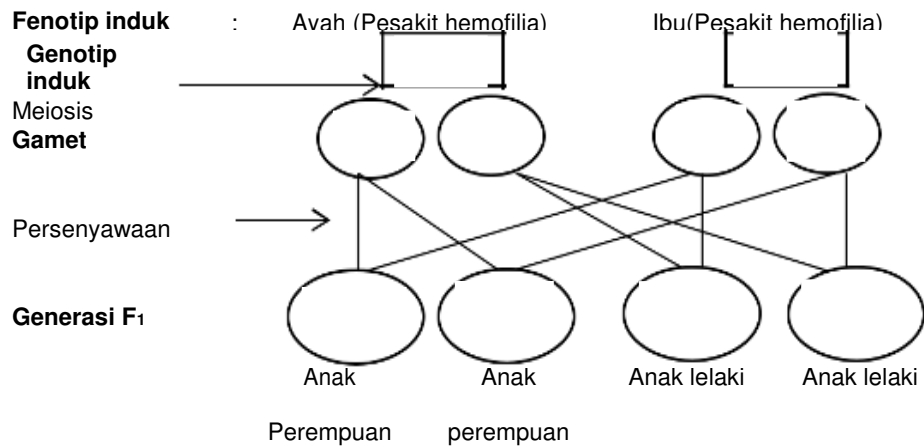 Fenotip induk : Ayah (Pesakit hemofilia) Ibu(Pesakit hemofilia)
Genotip
induk
Meiosis
Gamet
Persenyawaan
Generasi F1
Anak Anak Anak lelaki Anak lelaki
Perempuan perempuan